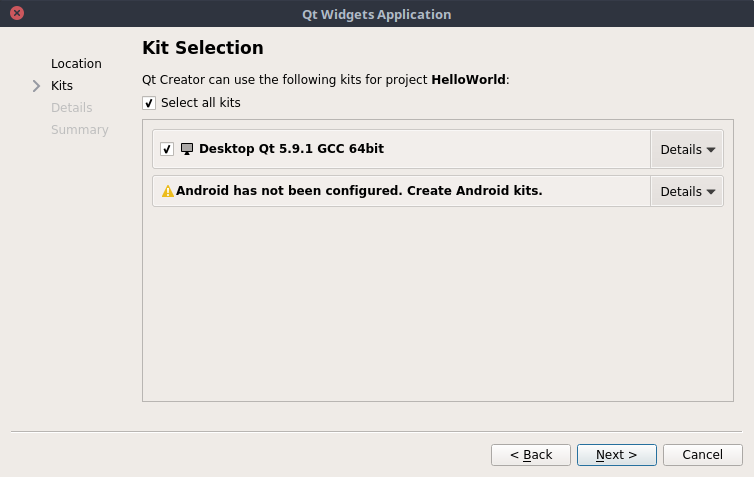 Qt Widgets Application
Location
Kits
Details
Summary
Kit Selection
Qt Creator can use the following kits for project HelloWorld:
Select all kits
Desktop Qt 5.9.1 GCC 64bit
Details
Android has not been configured. Create Android kits.
Details
< Back
Next >
Cancel